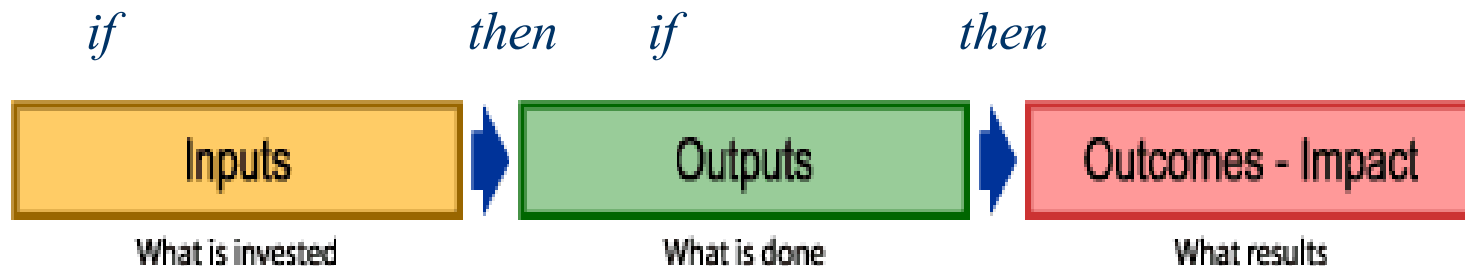 if then if then
Inputs Outputs Outcomes - Impact
What is invested What is done What results